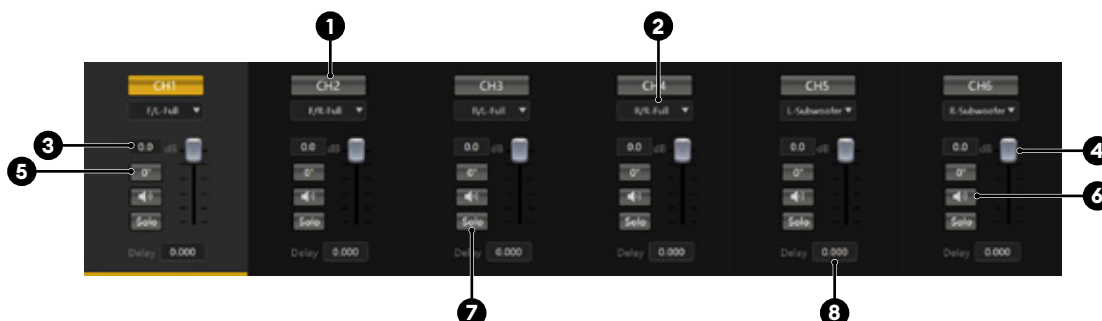 1 2
CH1 CH2 CH3 CH4 CH5 CH6
F/L-Full F/R-Full R/L-Full R/R-Full L-Subwoofer R-Subwoofer
3 0.0 dB 0.0 dB 0.0 dB 0.0 dB 0.0 dB 0.0 dB 4
5 0° 0° 0° 0° 0° 0°
6
Solo Solo Solo Solo Solo Solo
Delay 0.000 Delay 0.000 Delay 0.000 Delay 0.000 Delay 0.000 Delay 0.000
7 8